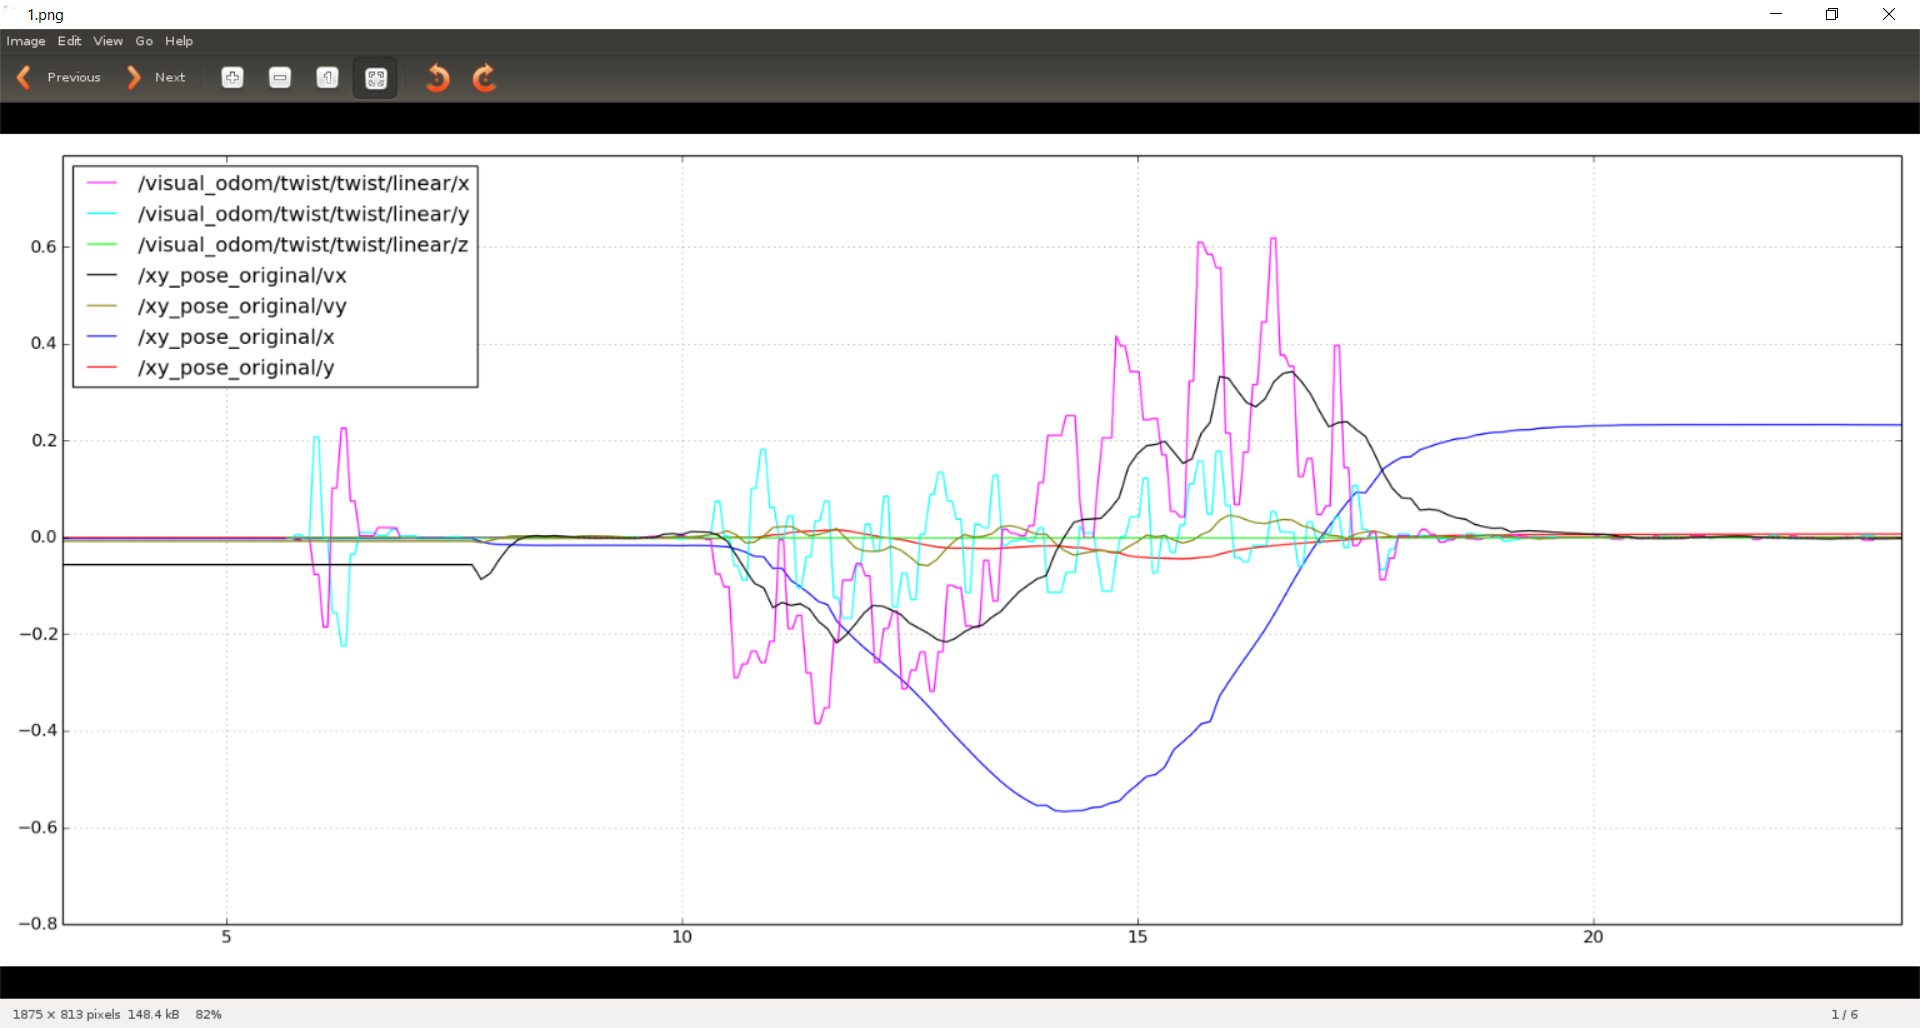 1.png
Image Edit View Go Help
Previous Next
/visual_odom/twist/twist/linear/x
/visual_odom/twist/twist/linear/y
/visual_odom/twist/twist/linear/z
/xy_pose_original/vx
/xy_pose_original/vy
/xy_pose_original/x
/xy_pose_original/y
0.6
0.4
0.2
0.0
−0.2
−0.4
−0.6
−0.8
5 10 15 20
1875 × 813 pixels 148.4 kB 82% 1 / 6